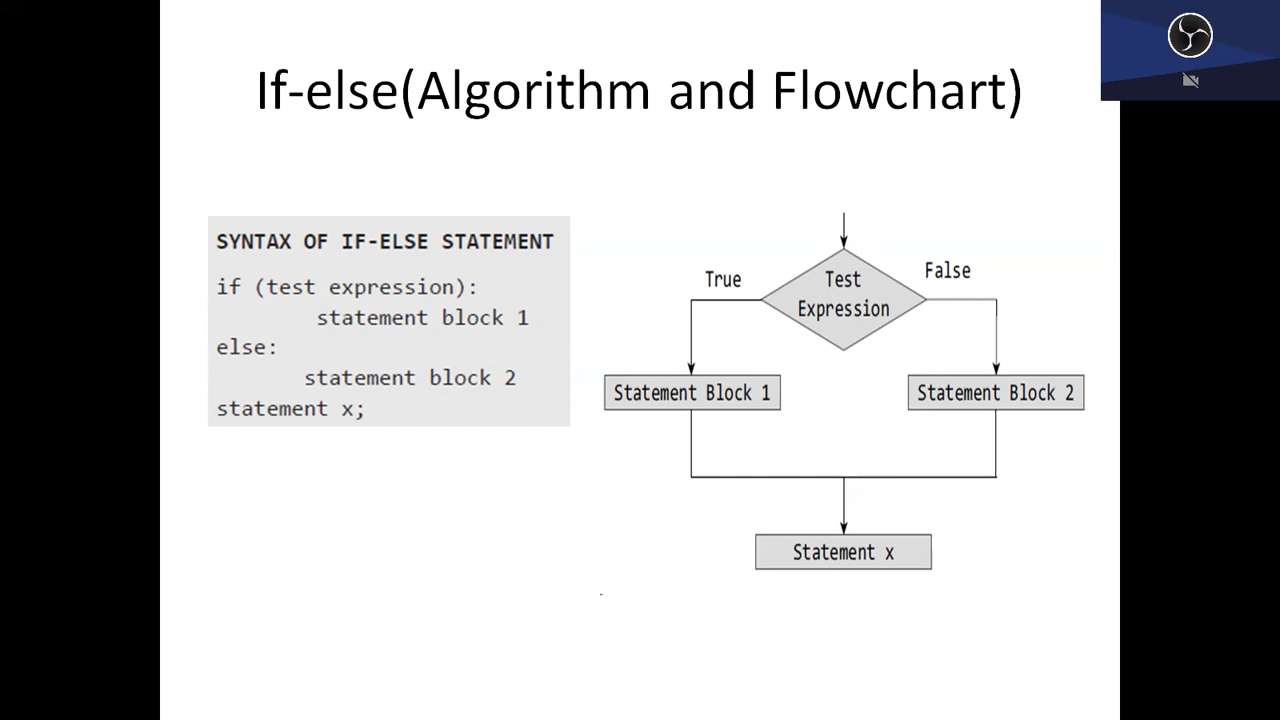 If-else(Algorithm and Flowchart)
SYNTAX OF IF-ELSE STATEMENT
if (test expression):
statement block 1
else:
statement block 2
statement x;
True
Test
Expression
False
Statement Block 1
Statement Block 2
Statement x